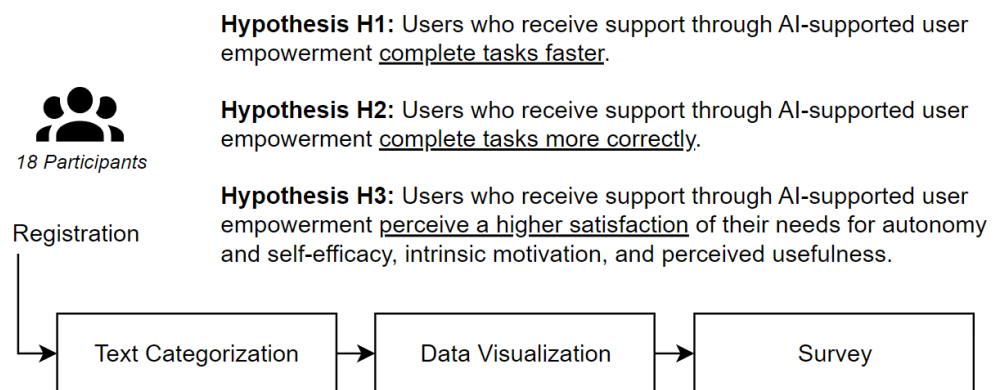 Hypothesis H1: Users who receive support through AI-supported user
empowerment complete tasks faster.
Hypothesis H2: Users who receive support through AI-supported user
empowerment complete tasks more correctly.
18 Participants
Hypothesis H3: Users who receive support through AI-supported user
empowerment perceive a higher satisfaction of their needs for autonomy
and self-efficacy, intrinsic motivation, and perceived usefulness.
Registration
Text Categorization
Data Visualization
Survey